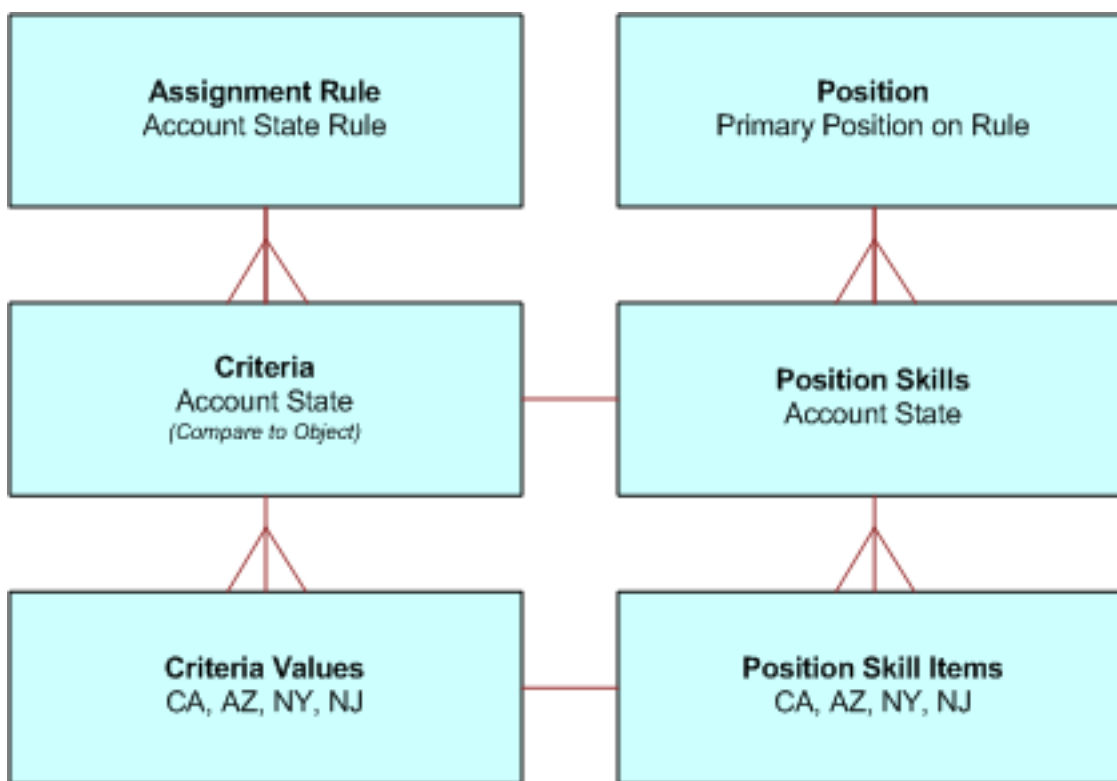 Assignment Rule
Account State Rule
Position
Primary Position on Rule
Criteria
Account State
(Compare to Object)
Position Skills
Account State
Criteria Values
CA, AZ, NY, NJ
Position Skill Items
CA, AZ, NY, NJ